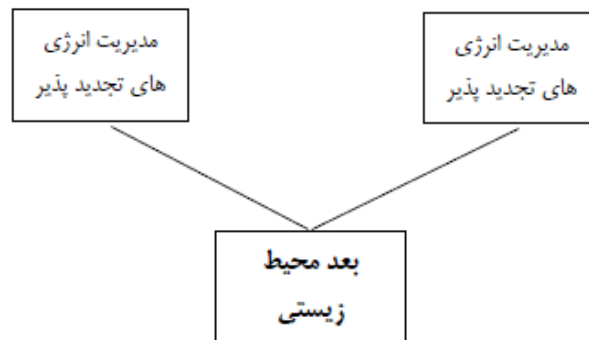 مدیریت انرژی
های تجدید پذیر
مدیریت انرژی
های تجدید پذیر
بعد محیط
زیستی